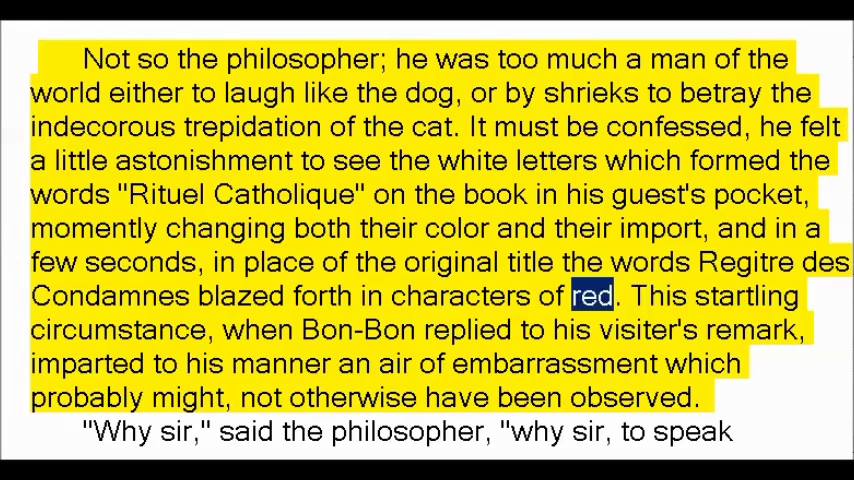 Not so the philosopher; he was too much a man of the
world either to laugh like the dog, or by shrieks to betray the
indecorous trepidation of the cat. It must be confessed, he felt
a little astonishment to see the white letters which formed the
words "Rituel Catholique" on the book in his guest's pocket,
momently changing both their color and their import, and in a
few seconds, in place of the original title the words Regitre des
Condamnes blazed forth in characters of red. This startling
circumstance, when Bon-Bon replied to his visiter's remark,
imparted to his manner an air of embarrassment which
probably might, not otherwise have been observed.
"Why sir," said the philosopher, "why sir, to speak